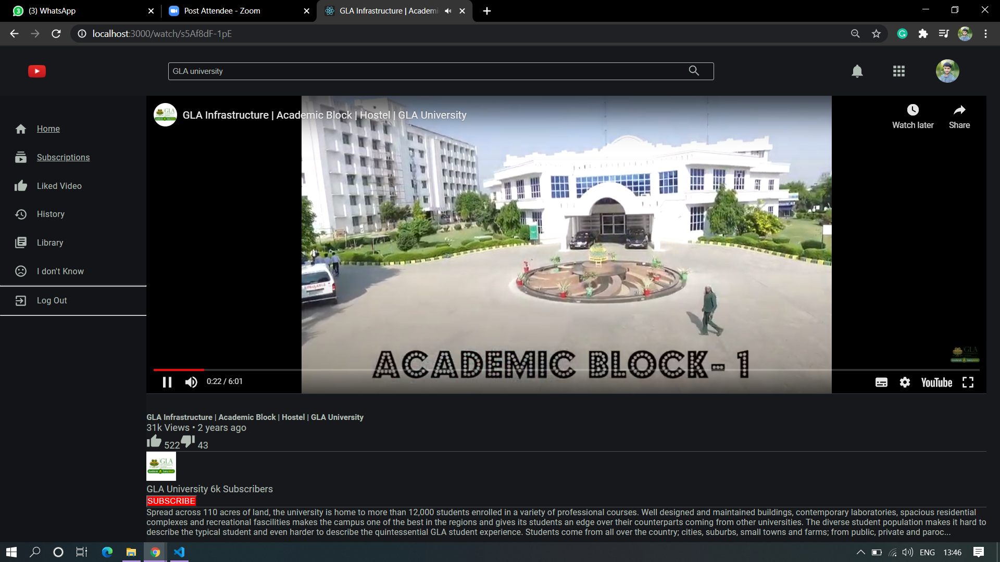 3 (3) WhatsApp
Post Attendee - Zoom
GLA Infrastructure | Academi
localhost:3000/watch/s5Af8dF-1pE
GLA university
Home
Subscriptions
Liked Video
History
Library
I don't Know
Log Out
GLA
GLA Infrastructure | Academic Block | Hostel | GLA University
Watch later
Share
AMBULANCE
ACADEMIC BLOCK- 1
GLA
0:22 / 6:01
YouTube
GLA Infrastructure | Academic Block | Hostel | GLA University
31k Views • 2 years ago
522 43
GLA
GLA University 6k Subscribers
SUBSCRIBE
Spread across 110 acres of land, the university is home to more than 12,000 students enrolled in a variety of professional courses. Well designed and maintained buildings, contemporary laboratories, spacious residential
complexes and recreational fascilities makes the campus one of the best in the regions and gives its students an edge over their counterparts coming from other universities. The diverse student population makes it hard to
describe the typical student and even harder to describe the quintessential GLA student experience. Students come from all over the country; cities, suburbs, small towns and farms; from public, private and paroc...
ENG 13:46